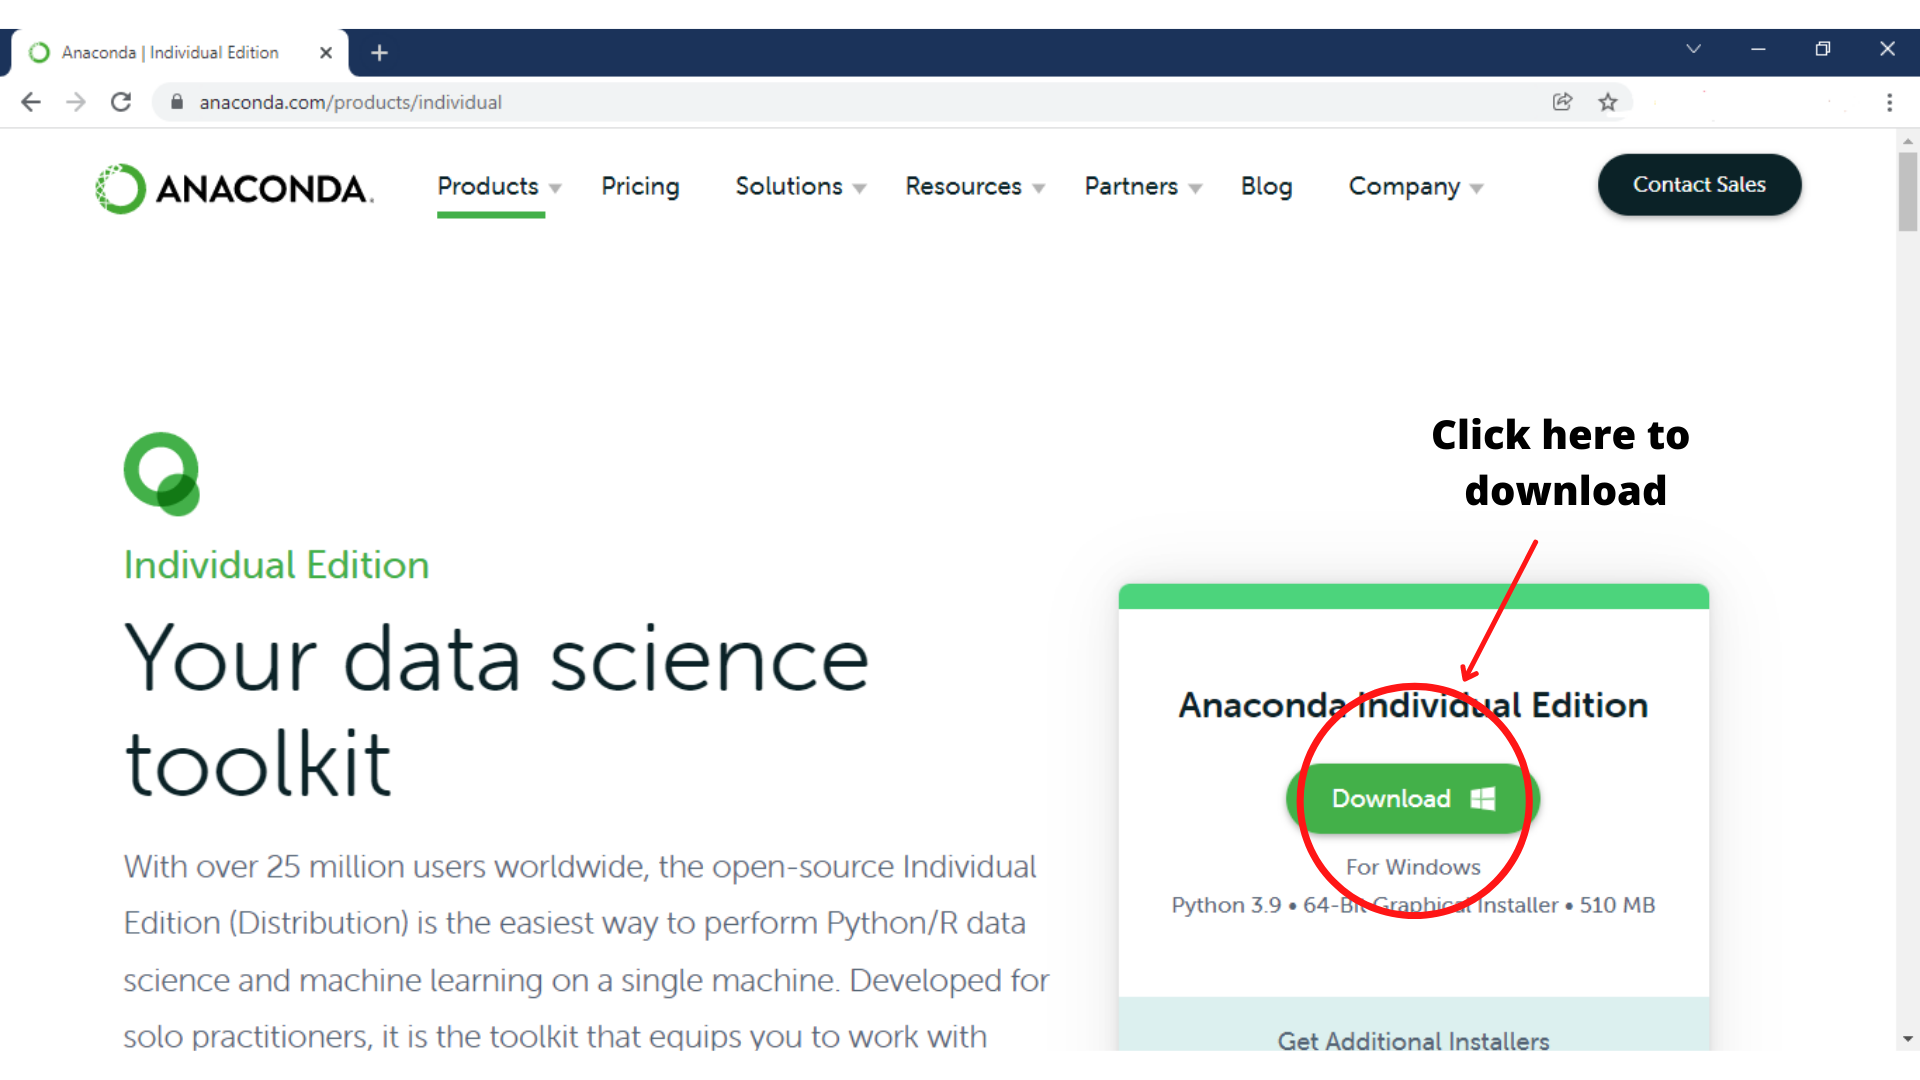 Anaconda | Individual Edition
anaconda.com/products/individual
ANACONDA.
Products
Pricing
Solutions
Resources
Partners
Blog
Company
Contact Sales
Click here to
download
Individual Edition
Your data science
toolkit
With over 25 million users worldwide, the open-source Individual
Edition (Distribution) is the easiest way to perform Python/R data
science and machine learning on a single machine. Developed for
solo practitioners, it is the toolkit that equips you to work with
Anaconda Individual Edition
Download
For Windows
Python 3.9 • 64-Bit Graphical Installer • 510 MB
Get Additional Installers